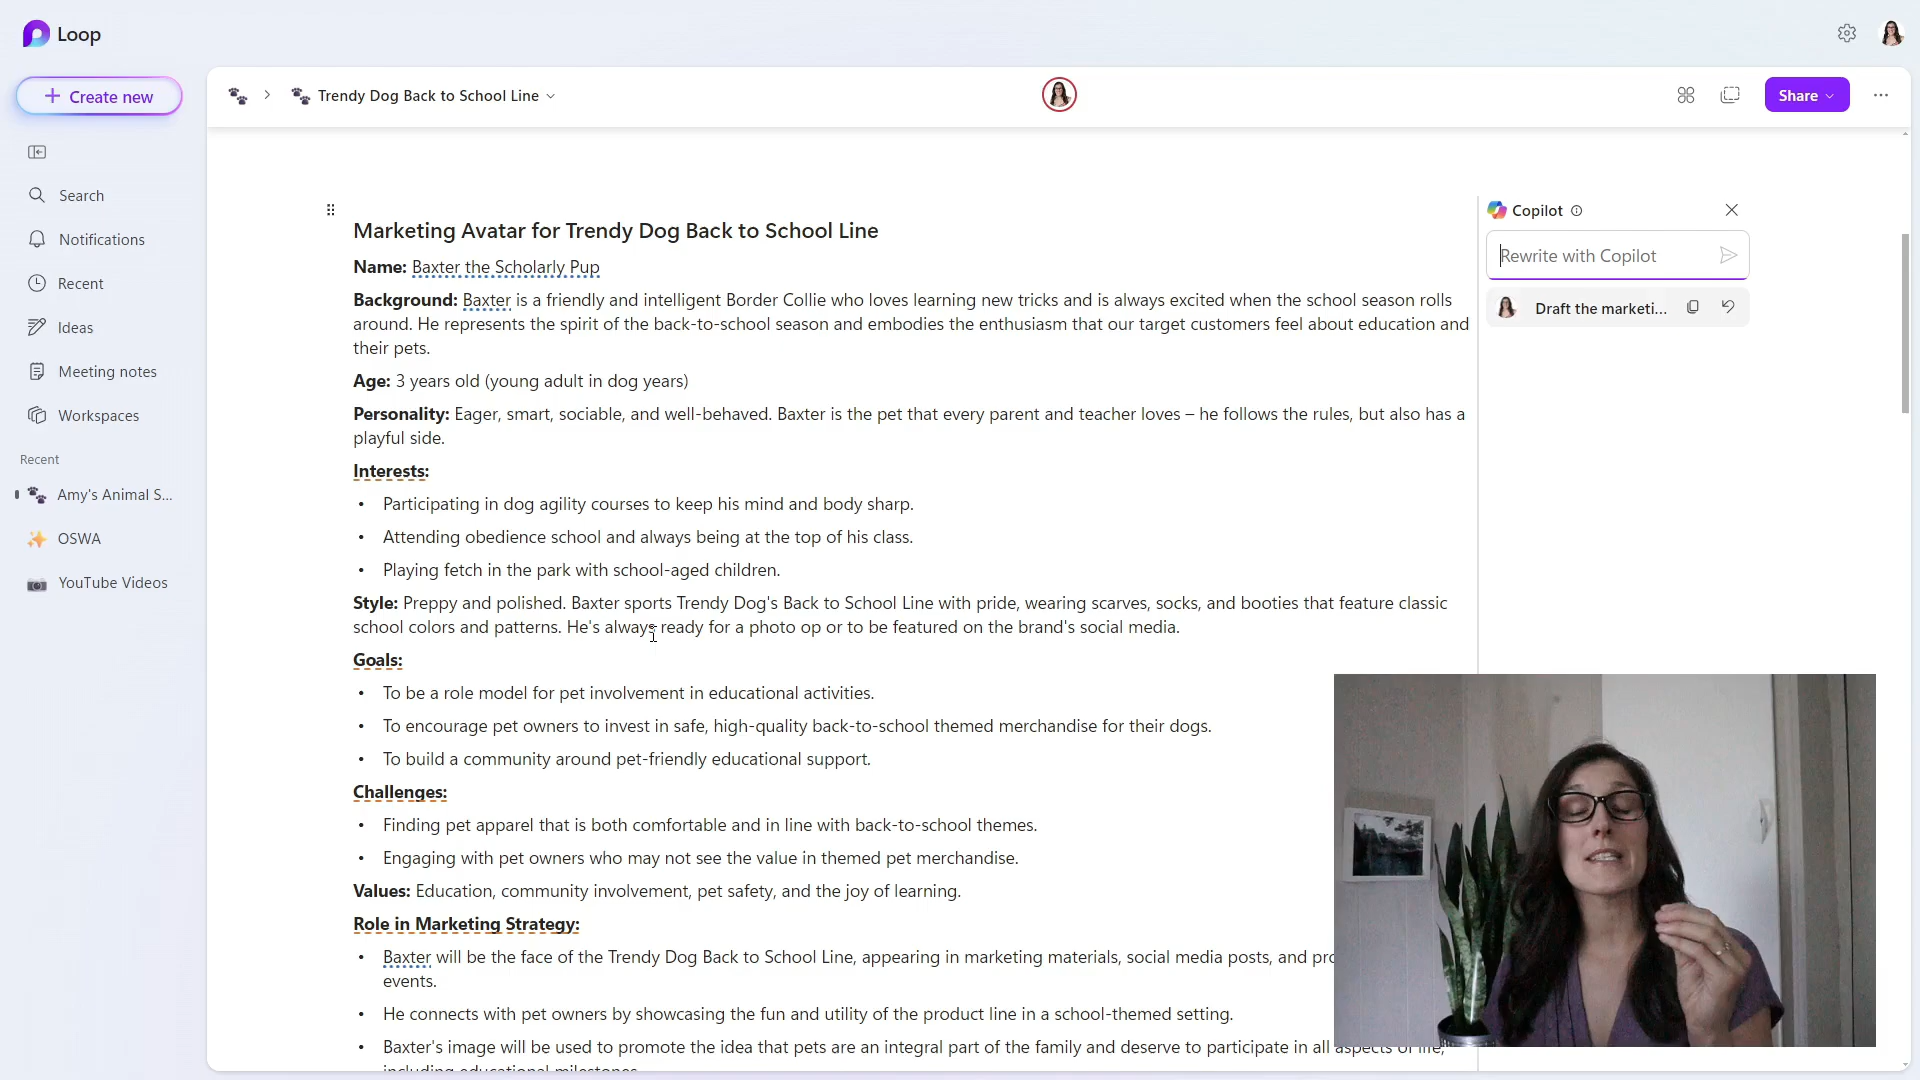 Loop
Create new
Search
Notifications
Recent
Ideas
Meeting notes
Workspaces
Recent
Amy's Animal S...
OSWA
YouTube Videos
Trendy Dog Back to School Line
Share
Marketing Avatar for Trendy Dog Back to School Line
Name: Baxter the Scholarly Pup
Background: Baxter is a friendly and intelligent Border Collie who loves learning new tricks and is always excited when the school season rolls
around. He represents the spirit of the back-to-school season and embodies the enthusiasm that our target customers feel about education and
their pets.
Age: 3 years old (young adult in dog years)
Personality: Eager, smart, sociable, and well-behaved. Baxter is the pet that every parent and teacher loves – he follows the rules, but also has a
playful side.
Interests:
• Participating in dog agility courses to keep his mind and body sharp.
• Attending obedience school and always being at the top of his class.
• Playing fetch in the park with school-aged children.
Style: Preppy and polished. Baxter sports Trendy Dog's Back to School Line with pride, wearing scarves, socks, and booties that feature classic
school colors and patterns. He's always ready for a photo op or to be featured on the brand's social media.
Goals:
• To be a role model for pet involvement in educational activities.
• To encourage pet owners to invest in safe, high-quality back-to-school themed merchandise for their dogs.
• To build a community around pet-friendly educational support.
Challenges:
• Finding pet apparel that is both comfortable and in line with back-to-school themes.
• Engaging with pet owners who may not see the value in themed pet merchandise.
Values: Education, community involvement, pet safety, and the joy of learning.
Role in Marketing Strategy:
• Baxter will be the face of the Trendy Dog Back to School Line, appearing in marketing materials, social media posts, and
events.
• He connects with pet owners by showcasing the fun and utility of the product line in a school-themed setting.
• Baxter's image will be used to promote the idea that pets are an integral part of the family and deserve to participate in all aspects of life,
including educational milestones.
Copilot
Rewrite with Copilot
Draft the marketi...